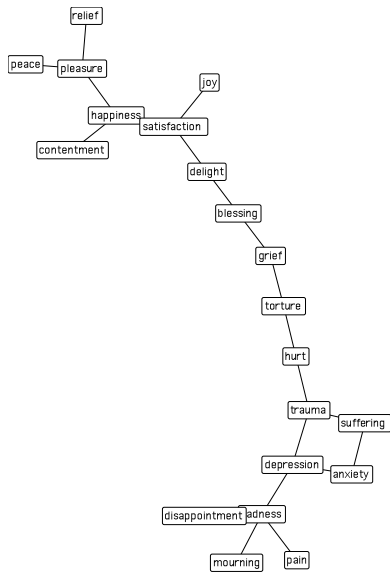 relief
peace
pleasure
joy
happiness
satisfaction
contentment
delight
blessing
grief
torture
hurt
trauma
suffering
depression
anxiety
disappointment
adness
mourning
pain